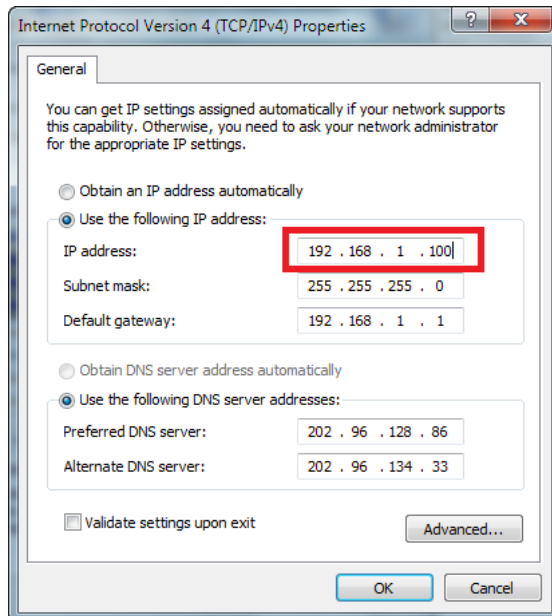 Internet Protocol Version 4 (TCP/IPv4) Properties
General
You can get IP settings assigned automatically if your network supports
this capability. Otherwise, you need to ask your network administrator
for the appropriate IP settings.
Obtain an IP address automatically
Use the following IP address:
IP address: 192 . 168 . 1 . 100
Subnet mask: 255 . 255 . 255 . 0
Default gateway: 192 . 168 . 1 . 1
Obtain DNS server address automatically
Use the following DNS server addresses:
Preferred DNS server: 202 . 96 . 128 . 86
Alternate DNS server: 202 . 96 . 134 . 33
Validate settings upon exit
Advanced...
OK Cancel